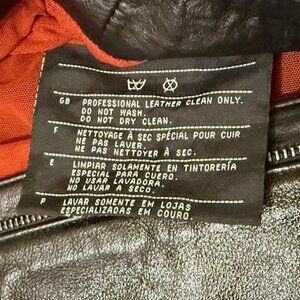 GB PROFESSIONAL LEATHER CLEAN ONLY.
DO NOT WASH.
DO NOT DRY CLEAN.
F NETTOYAGE À SEC SPÉCIAL POUR CUIR
NE PAS LAVER.
NE PAS NETTOYER À SEC.
E LIMPIAR SOLAMENTE EN TINTORERÍA
ESPECIAL PARA CUERO.
NO USAR LAVADORA.
NO LAVAR A SECO.
P LAVAR SOMENTE EM LOJAS
ESPECIALIZADAS EM COURO.